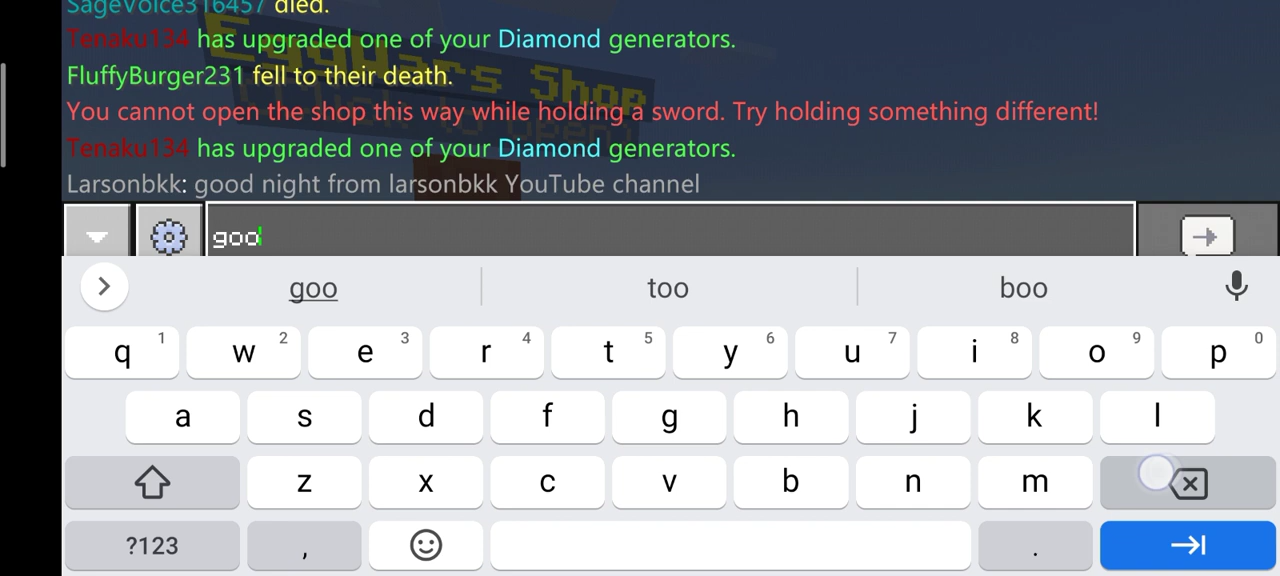 SageVoice316457 died.
Tenaku134 has upgraded one of your Diamond generators.
FluffyBurger231 fell to their death.
EggWars Shop
You cannot open the shop this way while holding a sword. Try holding something different!
Tenaku134 has upgraded one of your Diamond generators.
Larsonbkk: good night from larsonbkk YouTube channel
goo
goo too boo
q 1 w 2 e 3 r 4 t 5 y 6 u 7 i 8 o 9 p 0
a s d f g h j k l
z x c v b n m
?123 , .